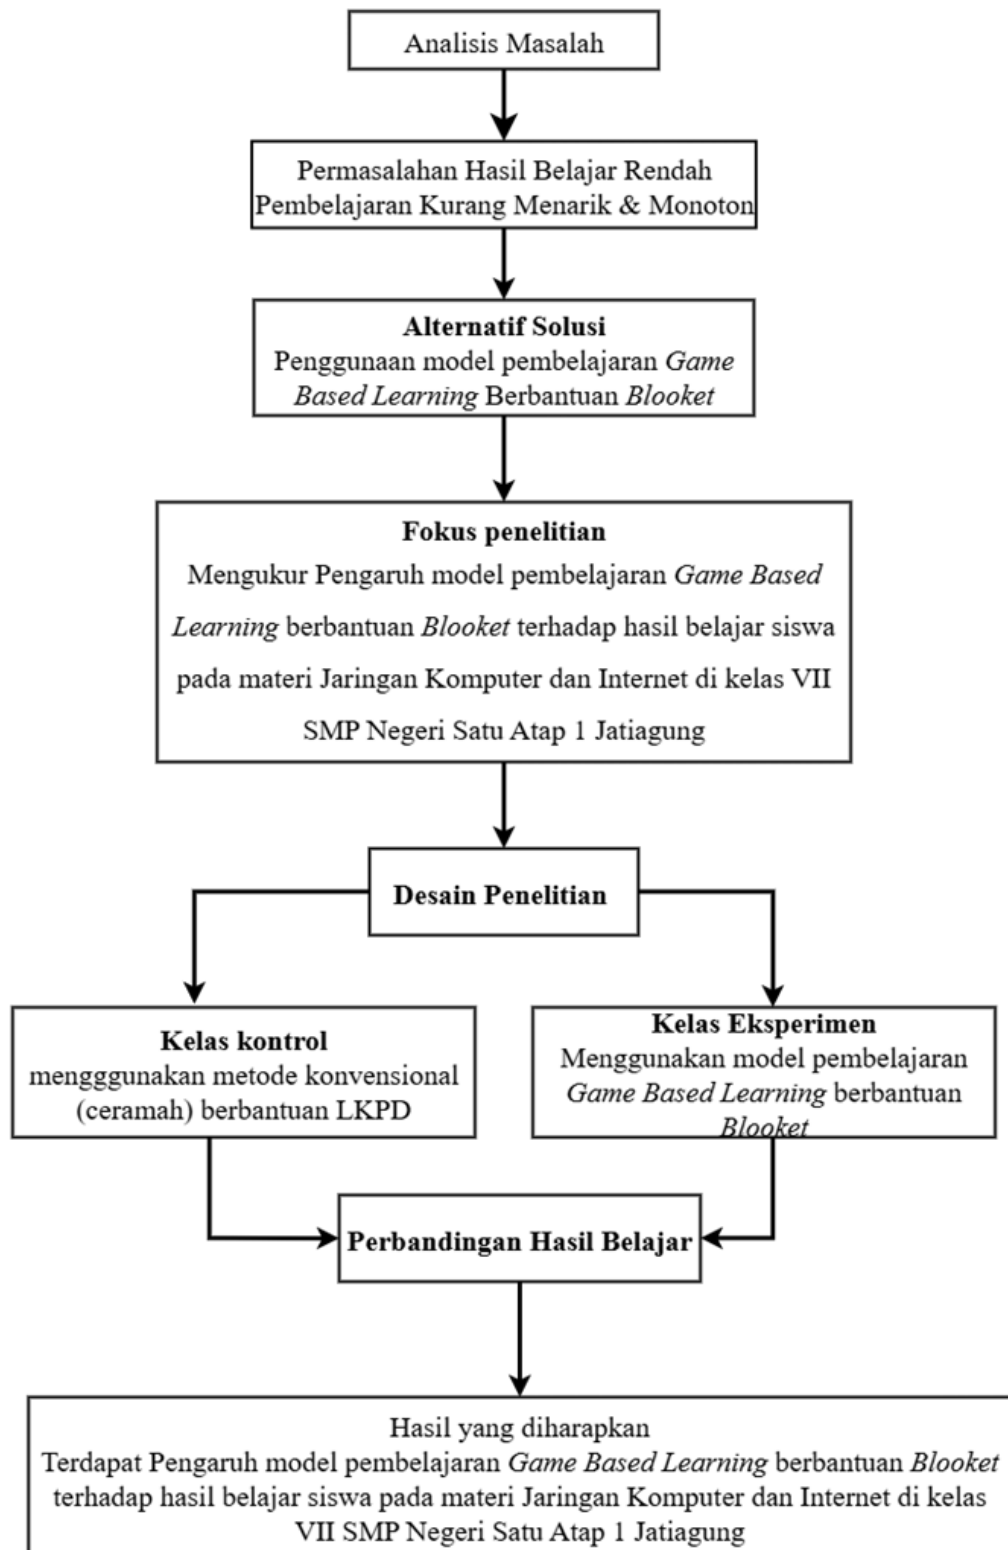 Analisis Masalah
Permasalahan Hasil Belajar Rendah
Pembelajaran Kurang Menarik & Monoton
Alternatif Solusi
Penggunaan model pembelajaran Game
Based Learning Berbantuan Blooket
Fokus penelitian
Mengukur Pengaruh model pembelajaran Game Based
Learning berbantuan Blooket terhadap hasil belajar siswa
pada materi Jaringan Komputer dan Internet di kelas VII
SMP Negeri Satu Atap 1 Jatiagung
Desain Penelitian
Kelas kontrol
mengggunakan metode konvensional
(ceramah) berbantuan LKPD
Kelas Eksperimen
Menggunakan model pembelajaran
Game Based Learning berbantuan
Blooket
Perbandingan Hasil Belajar
Hasil yang diharapkan
Terdapat Pengaruh model pembelajaran Game Based Learning berbantuan Blooket
terhadap hasil belajar siswa pada materi Jaringan Komputer dan Internet di kelas
VII SMP Negeri Satu Atap 1 Jatiagung